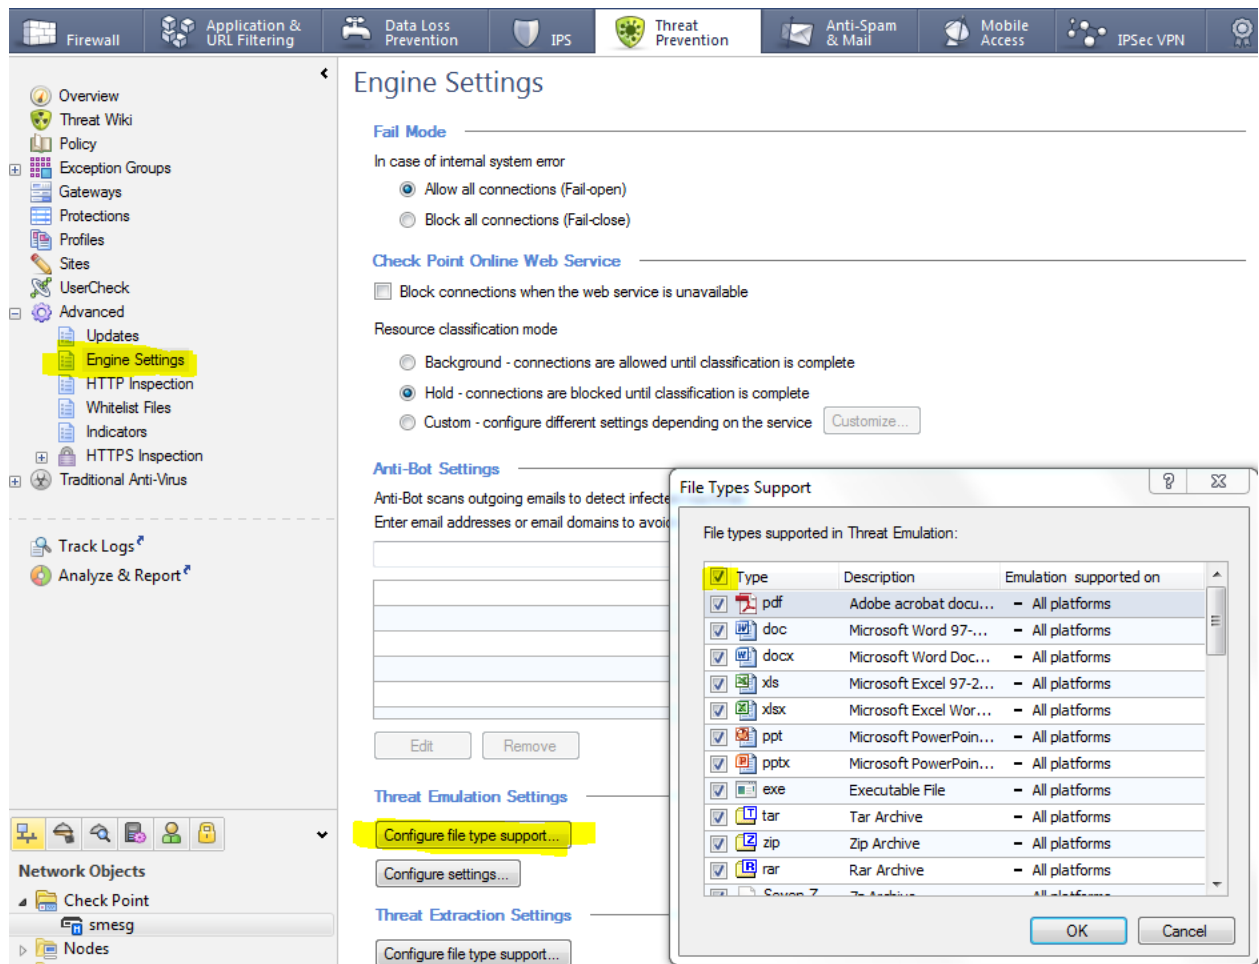 Firewall
Application & URL Filtering
Data Loss Prevention
IPS
Threat Prevention
Anti-Spam & Mail
Mobile Access
IPSec VPN
Overview
Threat Wiki
Policy
Exception Groups
Gateways
Protections
Profiles
Sites
UserCheck
Advanced
Updates
Engine Settings
HTTP Inspection
Whitelist Files
Indicators
HTTPS Inspection
Traditional Anti-Virus
Track Logs
Analyze & Report
Network Objects
Check Point
smesg
Nodes
Engine Settings
Fail Mode
In case of internal system error
Allow all connections (Fail-open)
Block all connections (Fail-close)
Check Point Online Web Service
Block connections when the web service is unavailable
Resource classification mode
Background - connections are allowed until classification is complete
Hold - connections are blocked until classification is complete
Custom - configure different settings depending on the service Customize...
Anti-Bot Settings
Anti-Bot scans outgoing emails to detect infected
Enter email addresses or email domains to avoid
Edit Remove
Threat Emulation Settings
Configure file type support...
Configure settings...
Threat Extraction Settings
Configure file type support...
File Types Support
File types supported in Threat Emulation:
Type Description Emulation supported on
pdf Adobe acrobat docu... – All platforms
doc Microsoft Word 97-... – All platforms
docx Microsoft Word Doc... – All platforms
xls Microsoft Excel 97-2... – All platforms
xlsx Microsoft Excel Wor... – All platforms
ppt Microsoft PowerPoin... – All platforms
pptx Microsoft PowerPoin... – All platforms
exe Executable File – All platforms
tar Tar Archive – All platforms
zip Zip Archive – All platforms
rar Rar Archive – All platforms
OK Cancel